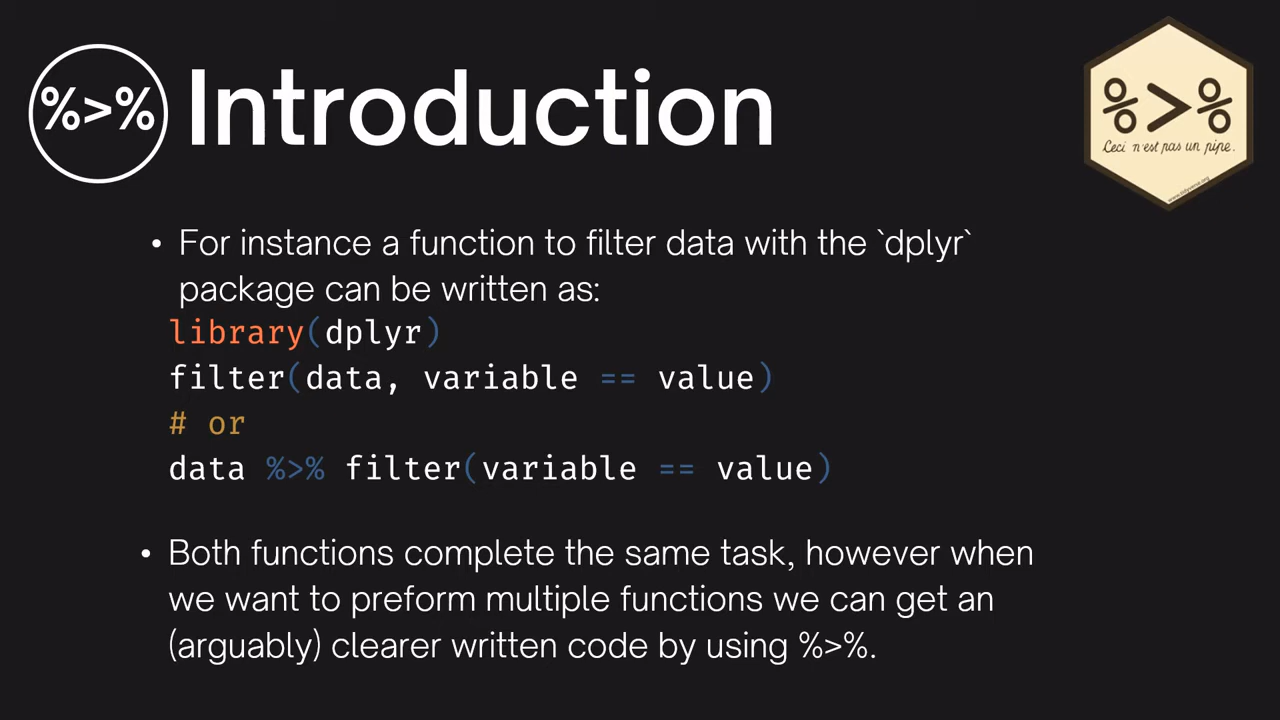 %>% Introduction
%>%
Ceci n'est pas un pipe.
• For instance a function to filter data with the `dplyr`
package can be written as:
library(dplyr)
filter(data, variable == value)
# or
data %>% filter(variable == value)
• Both functions complete the same task, however when
we want to preform multiple functions we can get an
(arguably) clearer written code by using %>%.